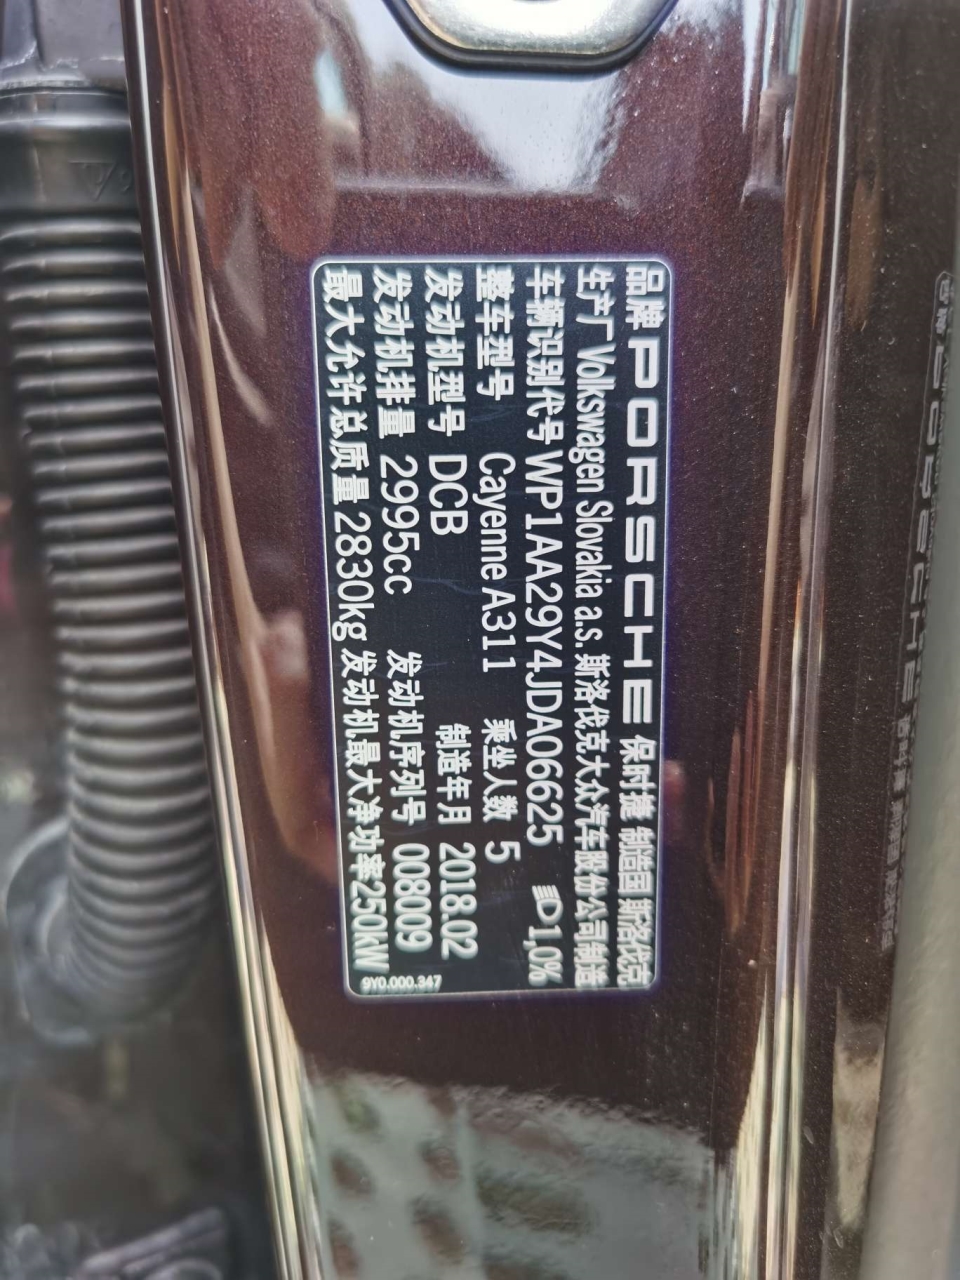 品牌 PORSCHE 保时捷 制造国 斯洛伐克
生产厂 Volkswagen Slovakia a.s. 斯洛伐克大众汽车股份公司制造
车辆识别代号 WP1AA29Y4JDA06625 1,0%
整车型号 Cayenne A311 乘坐人数 5
发动机型号 DCB 制造年月 2018.02
发动机排量 2995cc 发动机序列号 008009
最大允许总质量 2830kg 发动机最大净功率250kW
9Y0.000.347